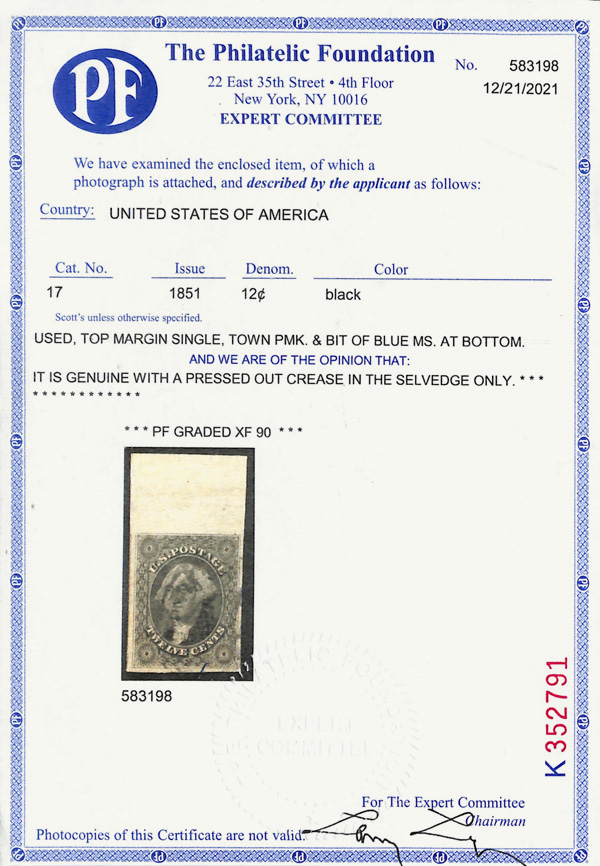 PF
The Philatelic Foundation
22 East 35th Street • 4th Floor
New York, NY 10016
EXPERT COMMITTEE
No. 583198
12/21/2021
We have examined the enclosed item, of which a
photograph is attached, and described by the applicant as follows:
Country: UNITED STATES OF AMERICA
Cat. No. Issue Denom. Color
17 1851 12¢ black
Scott's unless otherwise specified.
USED, TOP MARGIN SINGLE, TOWN PMK. & BIT OF BLUE MS. AT BOTTOM.
AND WE ARE OF THE OPINION THAT:
IT IS GENUINE WITH A PRESSED OUT CREASE IN THE SELVEDGE ONLY. * * *
* * * * * * * * * * * *
* * * PF GRADED XF 90 * * *
U.S. POSTAGE
TWELVE CENTS
583198
EXPERT
COMMITTEE
K352791
For The Expert Committee
Chairman
Photocopies of this Certificate are not valid.